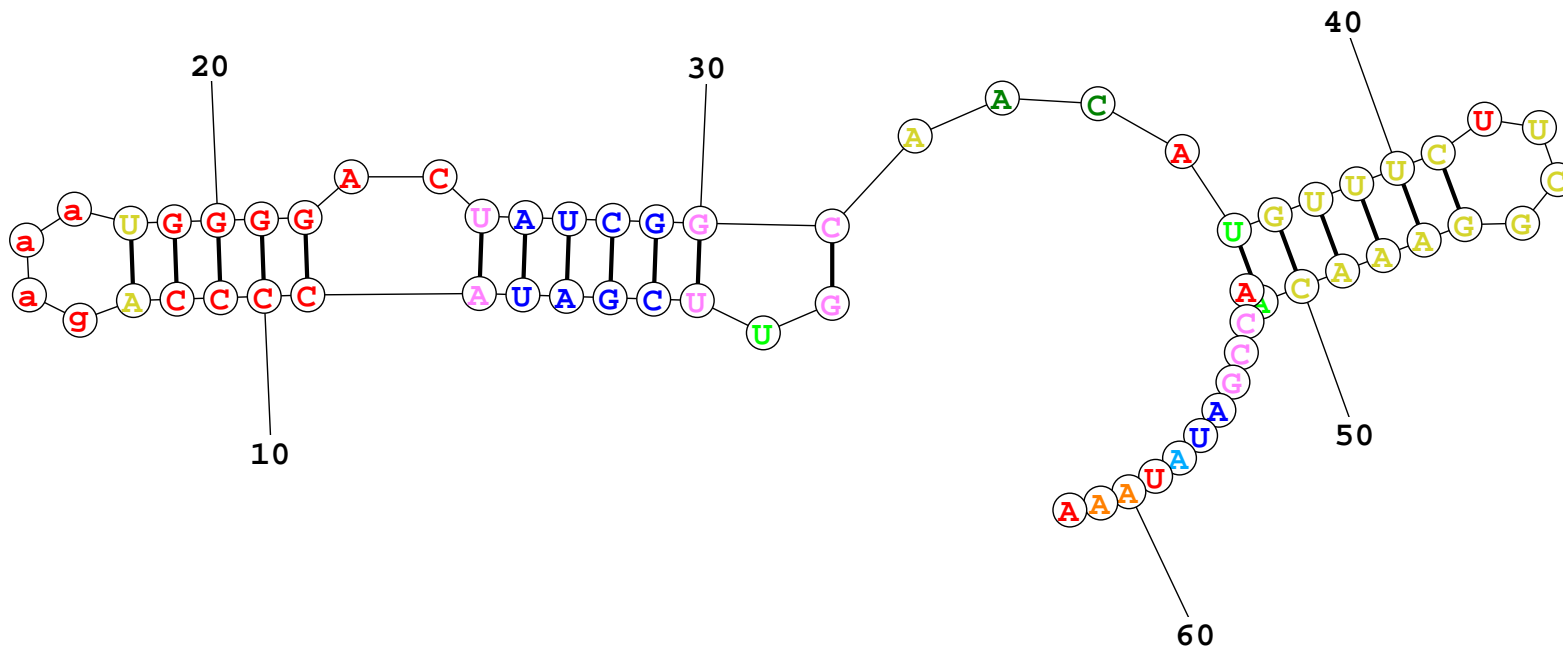 40
20 30
a a U G G G G A C U A U C G G C A A C A U G U U U C U U C
a g A C C C C A U A G C U U G
A C A A A G G
A C C G A U A U A A A
10 50
60